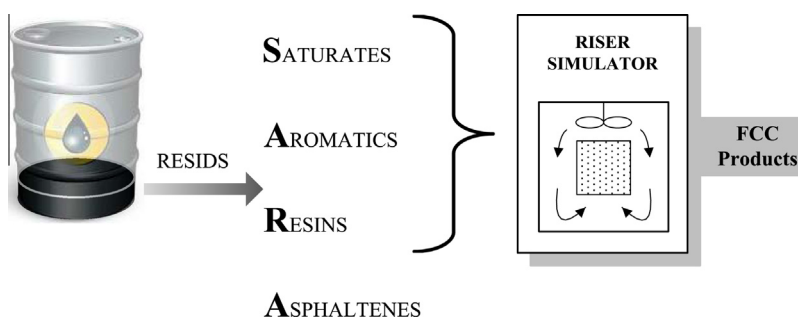 RESIDS
SATURATES
AROMATICS
RESINS
ASPHALTENES
RISER
SIMULATOR
FCC
Products